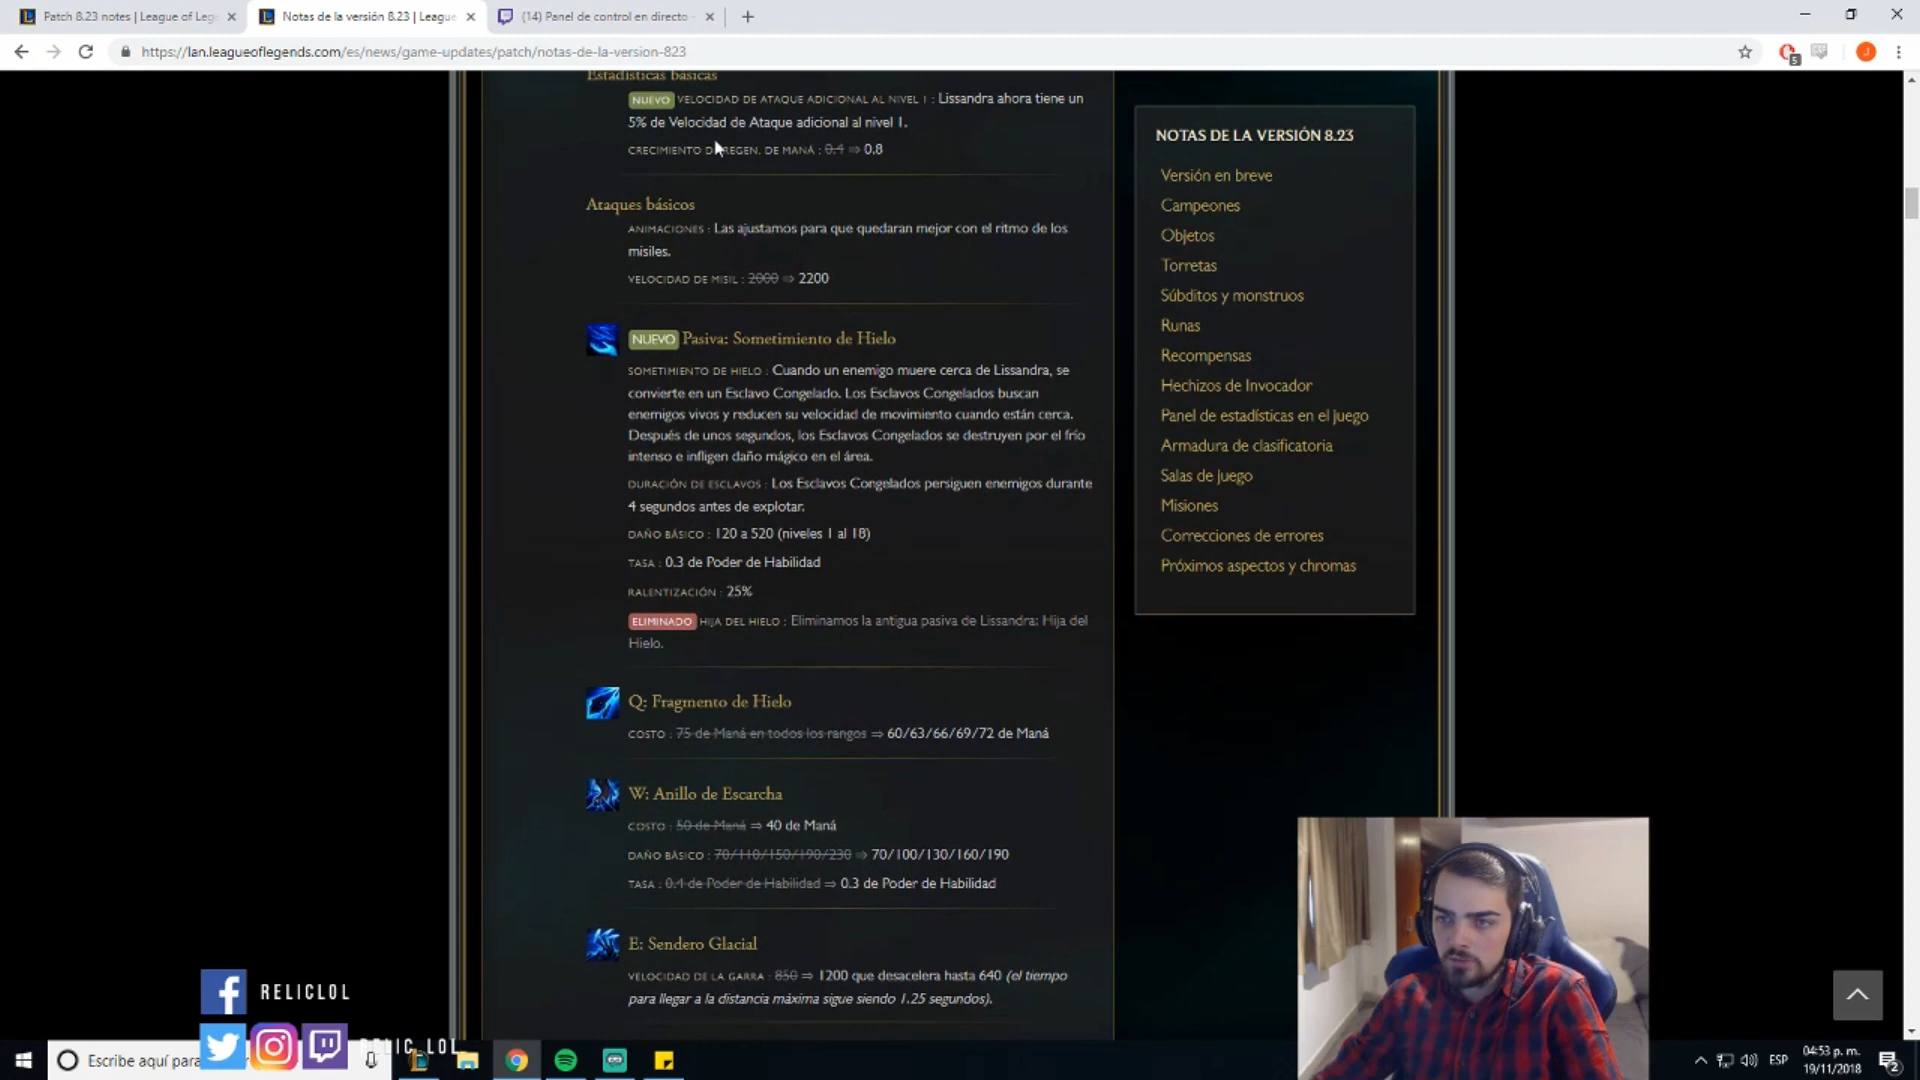 Patch 8.23 notes | League of Leg
Notas de la versión 8.23 | League
(14) Panel de control en directo
https://lan.leagueoflegends.com/es/news/game-updates/patch/notas-de-la-version-823
5
J
Estadísticas básicas
NUEVO VELOCIDAD DE ATAQUE ADICIONAL AL NIVEL 1 : Lissandra ahora tiene un
5% de Velocidad de Ataque adicional al nivel 1.
CRECIMIENTO D REGEN. DE MANÁ : 0.4 ⇒ 0.8
Ataques básicos
ANIMACIONES : Las ajustamos para que quedaran mejor con el ritmo de los
misiles.
VELOCIDAD DE MISIL : 2000 ⇒ 2200
NUEVO Pasiva: Sometimiento de Hielo
SOMETIMIENTO DE HIELO : Cuando un enemigo muere cerca de Lissandra, se
convierte en un Esclavo Congelado. Los Esclavos Congelados buscan
enemigos vivos y reducen su velocidad de movimiento cuando están cerca.
Después de unos segundos, los Esclavos Congelados se destruyen por el frío
intenso e infligen daño mágico en el área.
DURACIÓN DE ESCLAVOS : Los Esclavos Congelados persiguen enemigos durante
4 segundos antes de explotar.
DAÑO BÁSICO : 120 a 520 (niveles 1 al 18)
TASA : 0.3 de Poder de Habilidad
RALENTIZACIÓN : 25%
ELIMINADO HIJA DEL HIELO : Eliminamos la antigua pasiva de Lissandra: Hija del
Hielo.
Q: Fragmento de Hielo
COSTO : 75 de Maná en todos los rangos ⇒ 60/63/66/69/72 de Maná
W: Anillo de Escarcha
COSTO : 50 de Maná ⇒ 40 de Maná
DAÑO BÁSICO : 70/110/150/190/230 ⇒ 70/100/130/160/190
TASA : 0.4 de Poder de Habilidad ⇒ 0.3 de Poder de Habilidad
E: Sendero Glacial
VELOCIDAD DE LA GARRA : 850 ⇒ 1200 que desacelera hasta 640 (el tiempo
para llegar a la distancia máxima sigue siendo 1.25 segundos).
NOTAS DE LA VERSIÓN 8.23
Versión en breve
Campeones
Objetos
Torretas
Súbditos y monstruos
Runas
Recompensas
Hechizos de Invocador
Panel de estadísticas en el juego
Armadura de clasificatoria
Salas de juego
Misiones
Correcciones de errores
Próximos aspectos y chromas
RELICLOL
RELIC_LOL
Escribe aquí para
ESP
04:53 p. m.
19/11/2018
2